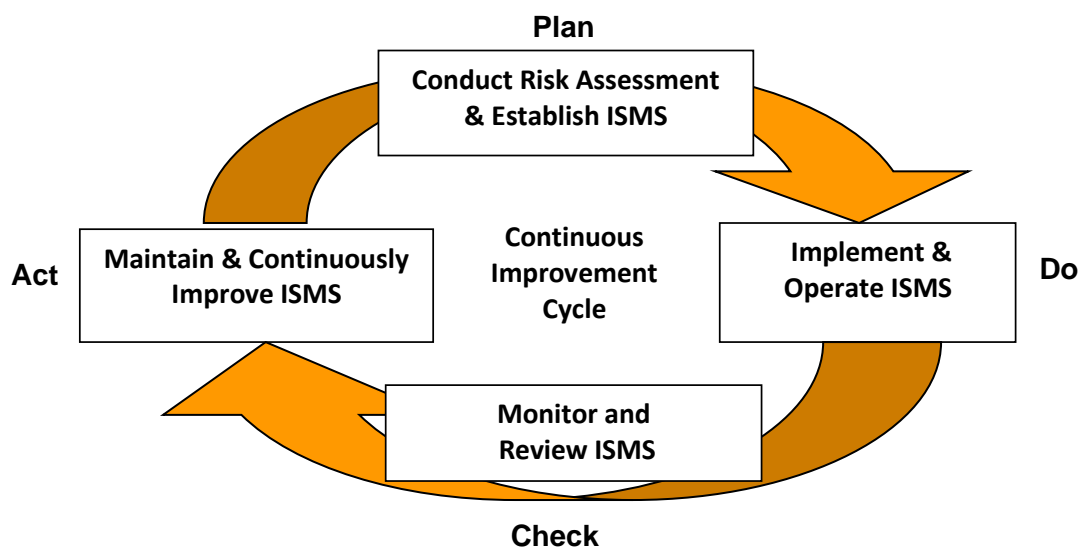 Plan
Conduct Risk Assessment
& Establish ISMS
Act
Maintain & Continuously
Improve ISMS
Continuous
Improvement
Cycle
Implement &
Operate ISMS
Do
Monitor and
Review ISMS
Check